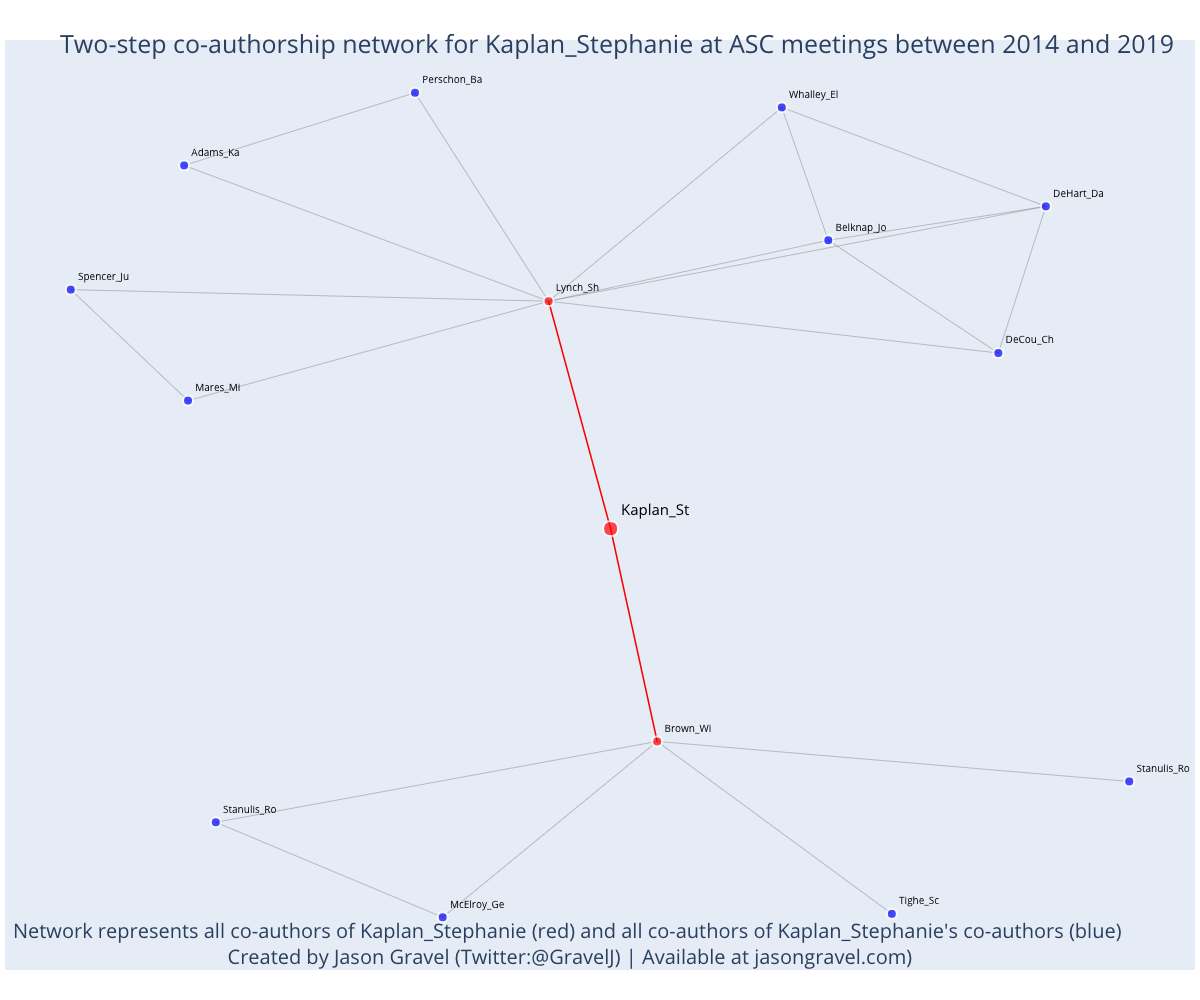 Two-step co-authorship network for Kaplan_Stephanie at ASC meetings between 2014 and 2019
Perschon_Ba
Whalley_El
Adams_Ka
DeHart_Da
Belknap_Jo
Spencer_Ju
Lynch_Sh
DeCou_Ch
Mares_Mi
Kaplan_St
Brown_Wi
Stanulis_Ro
Stanulis_Ro
McElroy_Ge
Tighe_Sc
Network represents all co-authors of Kaplan_Stephanie (red) and all co-authors of Kaplan_Stephanie's co-authors (blue)
Created by Jason Gravel (Twitter:@GravelJ) | Available at jasongravel.com)